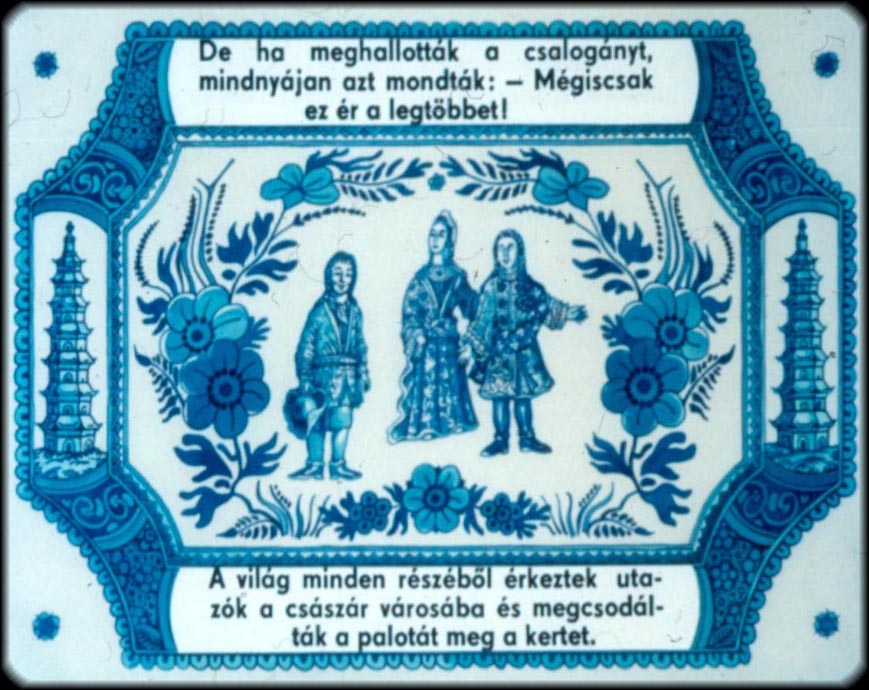 De ha meghallották a csalogányt,
mindnyájan azt mondták: – Mégiscsak
ez ér a legtöbbet!
A világ minden részéből érkeztek uta-
zók a császár városába és megcsodál-
ták a palotát meg a kertet.